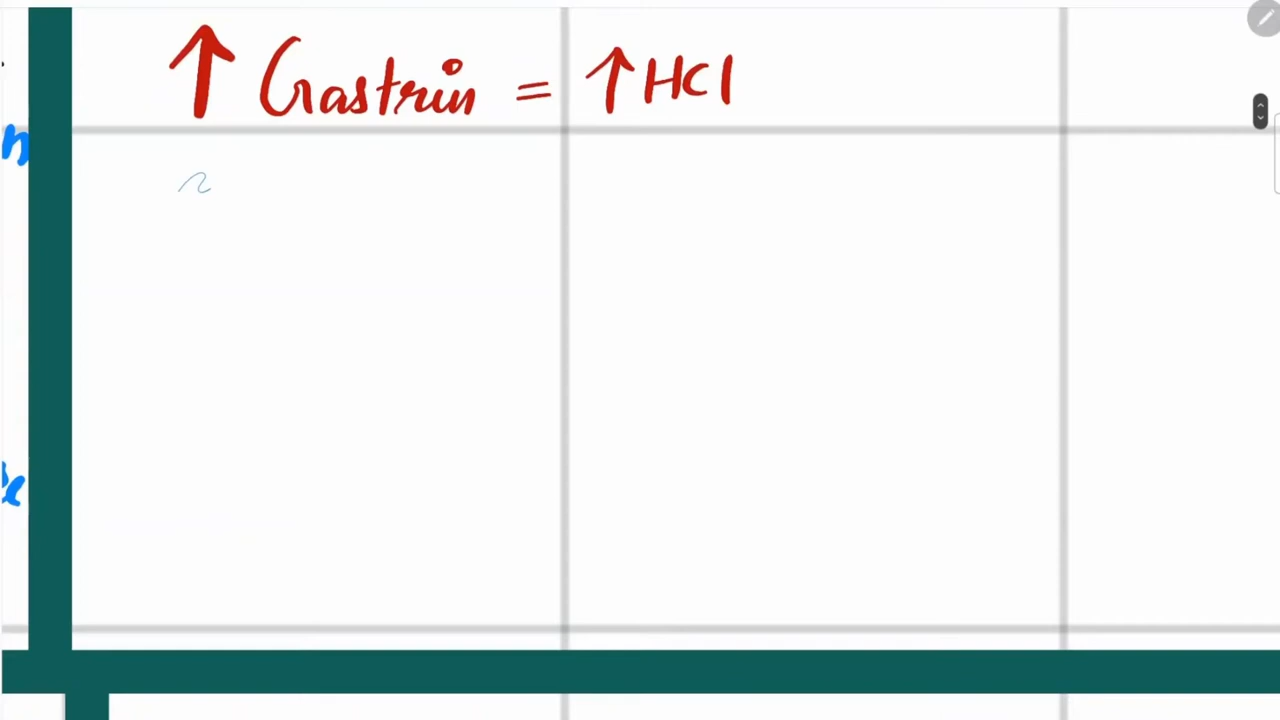 ↑ Gastrin = ↑ HCl